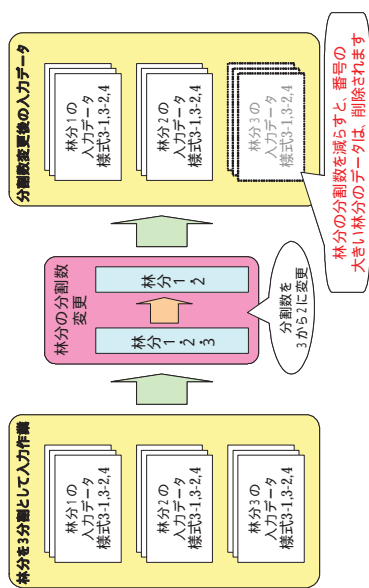 林分を3分割として入力作業
林分1の
入力データ
様式3-1,3-2,4
林分2の
入力データ
様式3-1,3-2,4
林分3の
入力データ
様式3-1,3-2,4
林分の分割数
変更
林分
1・2・3
林分
1・2
分割数を
3から2に変更
分割数変更後の入力データ
林分1の
入力データ
様式3-1,3-2,4
林分2の
入力データ
様式3-1,3-2,4
林分3の
入力データ
様式3-1,3-2,4
林分の分割数を減らすと、番号の
大きい林分のデータは、削除されます